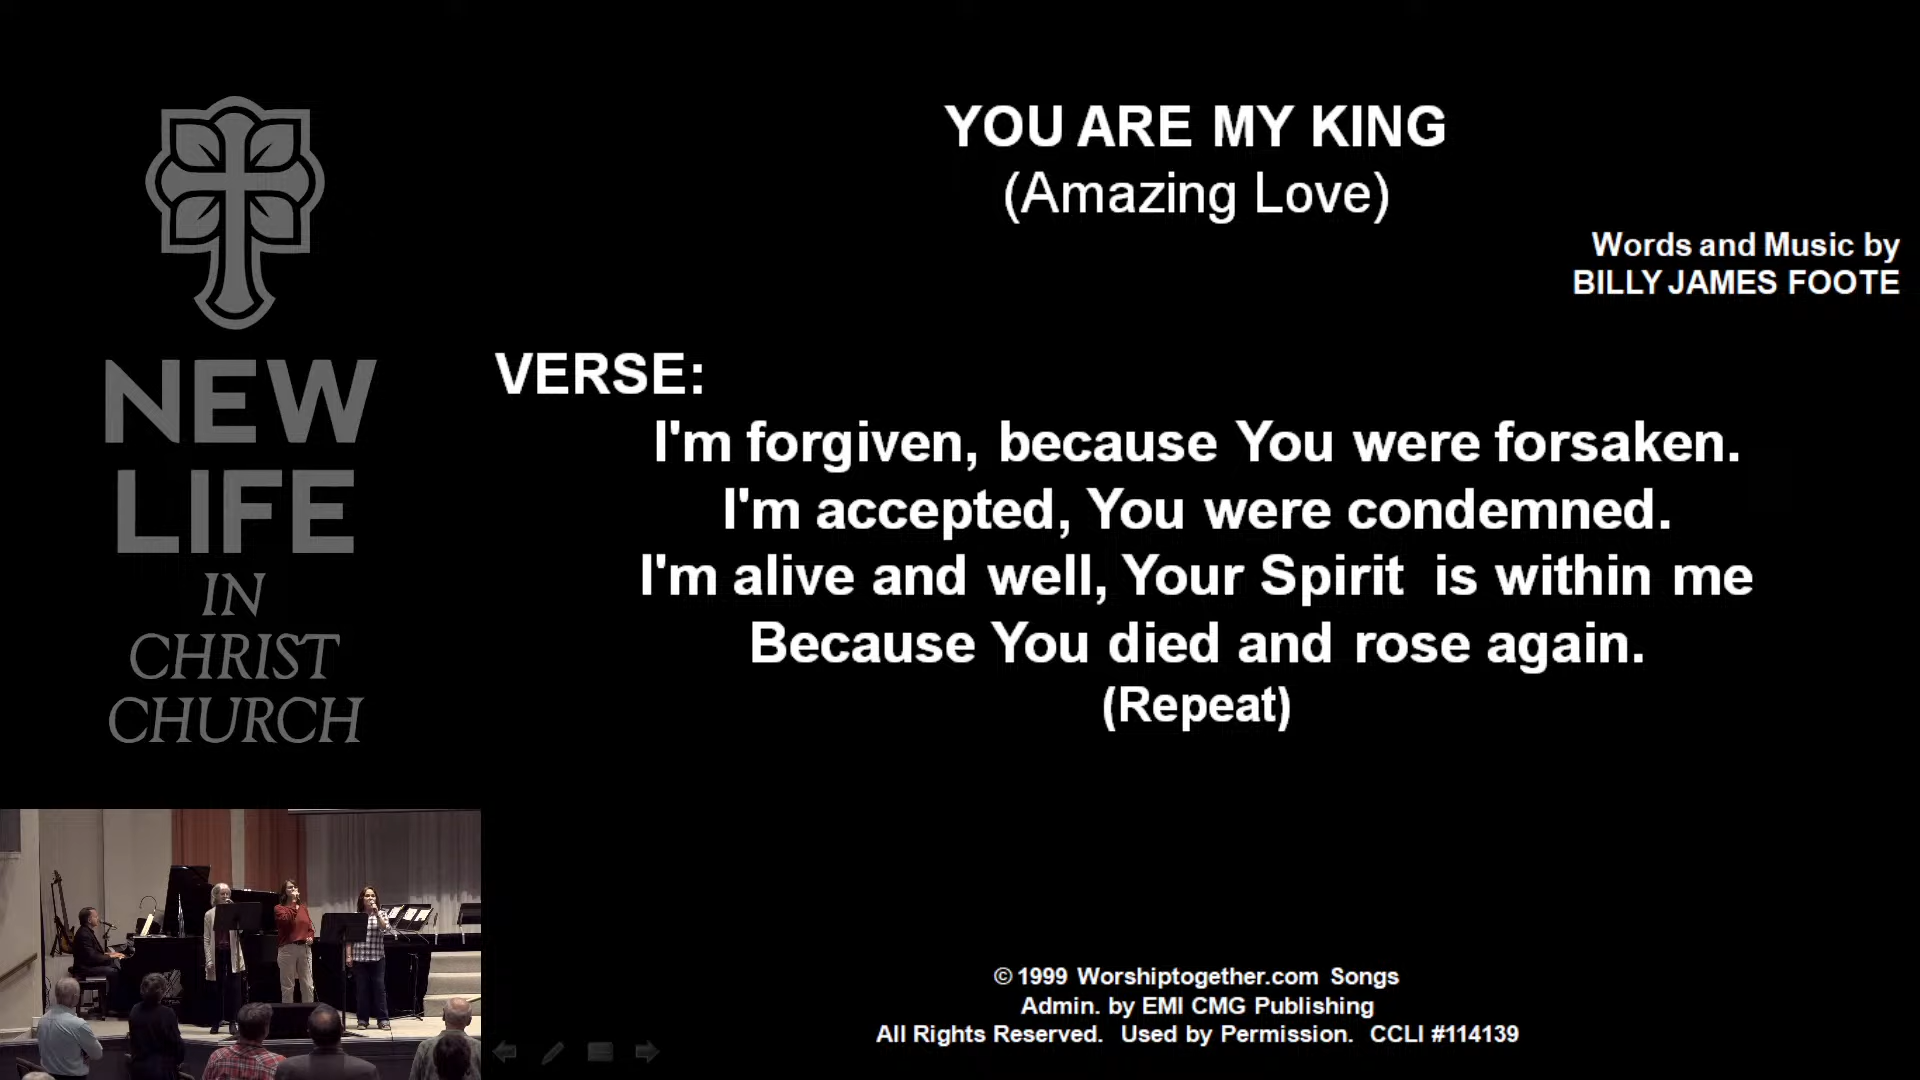 YOU ARE MY KING
(Amazing Love)
Words and Music by
BILLY JAMES FOOTE
VERSE:
I'm forgiven, because You were forsaken.
I'm accepted, You were condemned.
I'm alive and well, Your Spirit is within me
Because You died and rose again.
(Repeat)
© 1999 Worshiptogether.com Songs
Admin. by EMI CMG Publishing
All Rights Reserved. Used by Permission. CCLI #114139
NEW
LIFE
IN
CHRIST
CHURCH